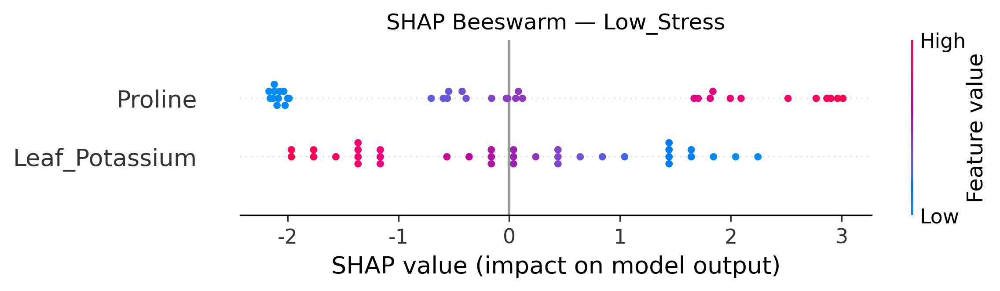 SHAP Beeswarm — Low_Stress
High
Proline
Feature value
Leaf_Potassium
Low
-2 -1 0 1 2 3
SHAP value (impact on model output)